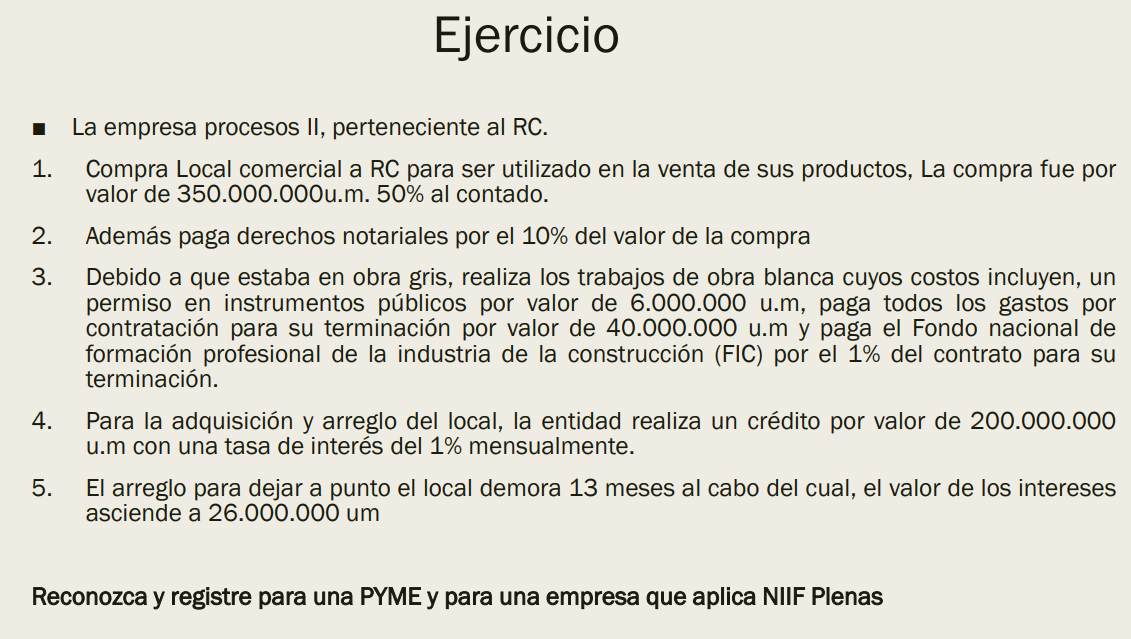 Ejercicio
■ La empresa procesos II, perteneciente al RC.
1. Compra Local comercial a RC para ser utilizado en la venta de sus productos, La compra fue por
valor de 350.000.000u.m. 50% al contado.
2. Además paga derechos notariales por el 10% del valor de la compra
3. Debido a que estaba en obra gris, realiza los trabajos de obra blanca cuyos costos incluyen, un
permiso en instrumentos públicos por valor de 6.000.000 u.m, paga todos los gastos por
contratación para su terminación por valor de 40.000.000 u.m y paga el Fondo nacional de
formación profesional de la industria de la construcción (FIC) por el 1% del contrato para su
terminación.
4. Para la adquisición y arreglo del local, la entidad realiza un crédito por valor de 200.000.000
u.m con una tasa de interés del 1% mensualmente.
5. El arreglo para dejar a punto el local demora 13 meses al cabo del cual, el valor de los intereses
asciende a 26.000.000 um
Reconozca y registre para una PYME y para una empresa que aplica NIIF Plenas